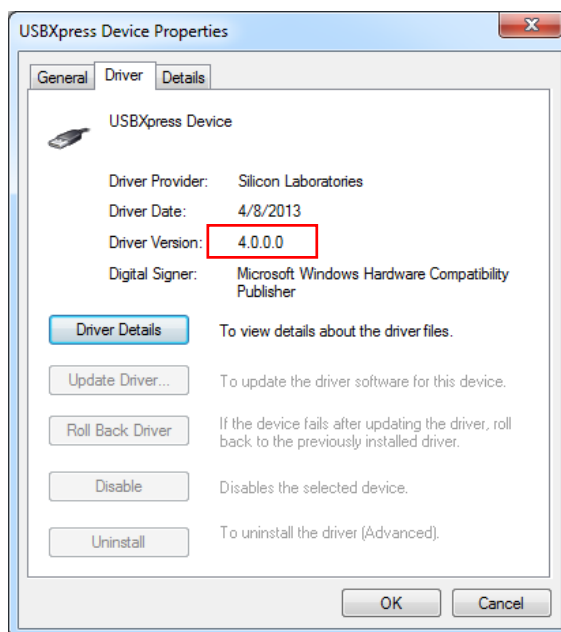 USBXpress Device Properties
General Driver Details
USBXpress Device
Driver Provider: Silicon Laboratories
Driver Date: 4/8/2013
Driver Version: 4.0.0.0
Digital Signer: Microsoft Windows Hardware Compatibility
Publisher
Driver Details To view details about the driver files.
Update Driver... To update the driver software for this device.
Roll Back Driver If the device fails after updating the driver, roll
back to the previously installed driver.
Disable Disables the selected device.
Uninstall To uninstall the driver (Advanced).
OK Cancel